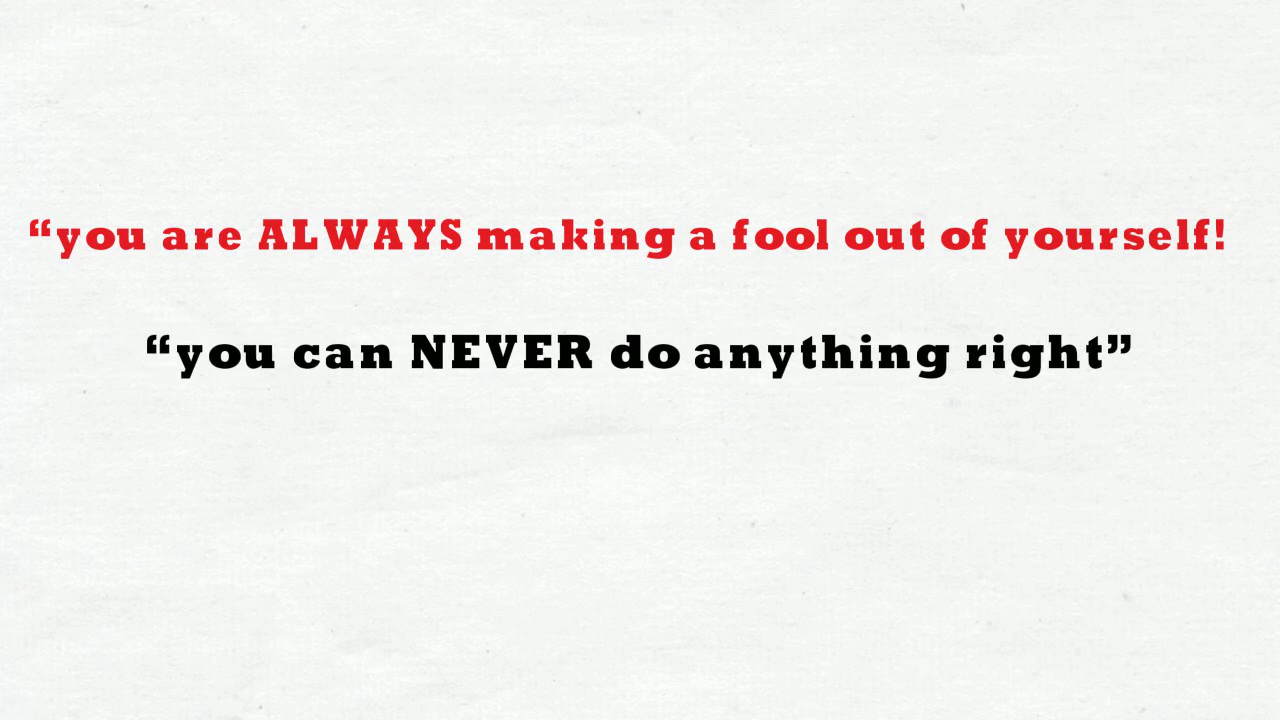 “you are ALWAYS making a fool out of yourself!
“you can NEVER do anything right”